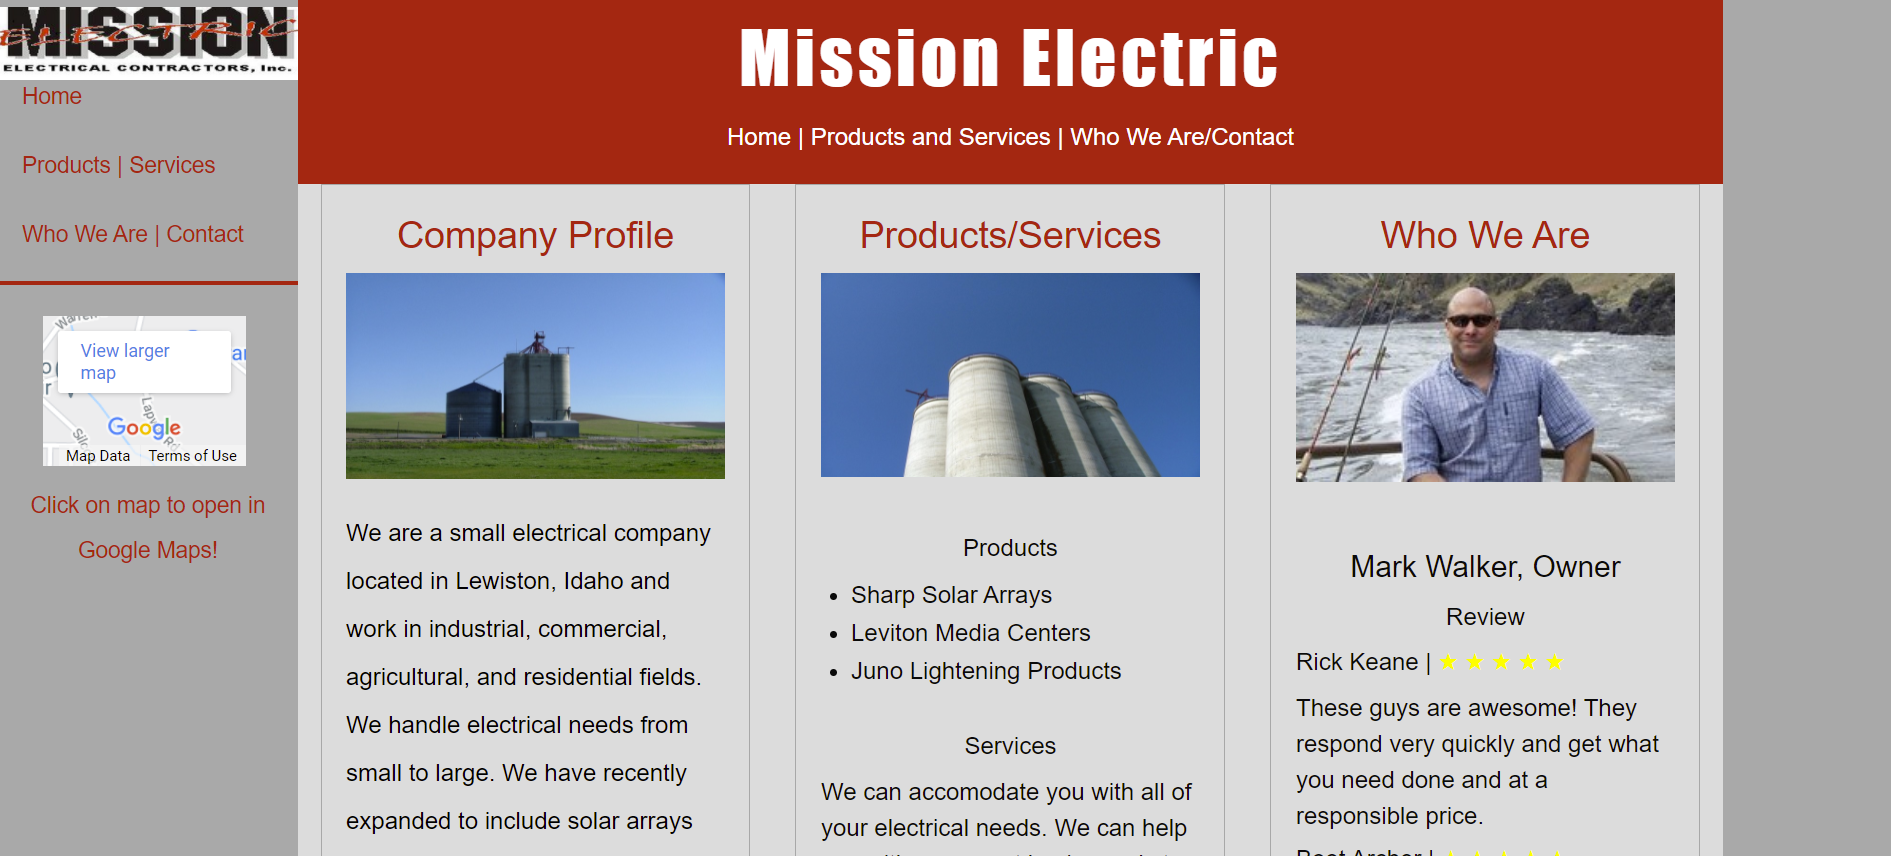 MISSION
ELECTRIC
ELECTRICAL CONTRACTORS, Inc.
Home
Products | Services
Who We Are | Contact
View larger
map
Google
Map Data
Terms of Use
Click on map to open in
Google Maps!
Mission Electric
Home | Products and Services | Who We Are/Contact
Company Profile
We are a small electrical company
located in Lewiston, Idaho and
work in industrial, commercial,
agricultural, and residential fields.
We handle electrical needs from
small to large. We have recently
expanded to include solar arrays
Products/Services
Products
• Sharp Solar Arrays
• Leviton Media Centers
• Juno Lightening Products
Services
We can accomodate you with all of
your electrical needs. We can help
Who We Are
Mark Walker, Owner
Review
Rick Keane | ★ ★ ★ ★ ★
These guys are awesome! They
respond very quickly and get what
you need done and at a
responsible price.